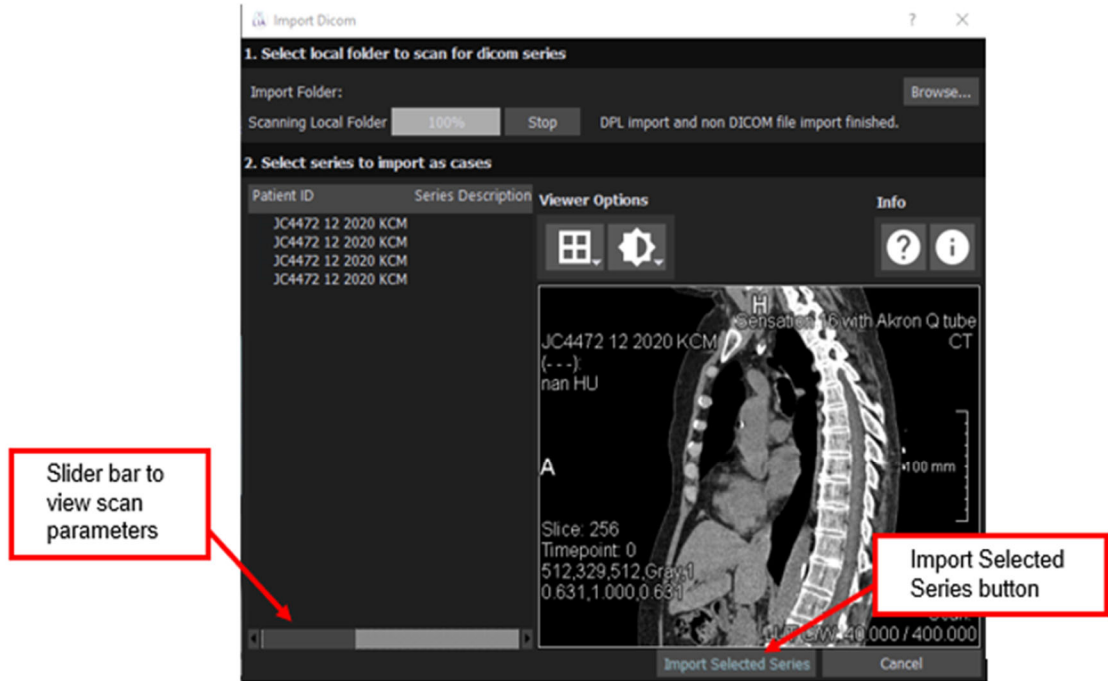 Import Dicom
1. Select local folder to scan for dicom series
Import Folder:
Browse...
Scanning Local Folder 100% Stop DPL import and non DICOM file import finished.
2. Select series to import as cases
Patient ID Series Description
JC4472 12 2020 KCM
JC4472 12 2020 KCM
JC4472 12 2020 KCM
JC4472 12 2020 KCM
Viewer Options
Info
H
Sensation 16 with Akron Q tube
JC4472 12 2020 KCM
CT
(---):
nan HU
A
100 mm
Slice: 256
Timepoint: 0
512,329,512,Gray,1
0.631,1.000,0.631
40.000 / 400.000
Import Selected Series
Cancel
Slider bar to
view scan
parameters
Import Selected
Series button